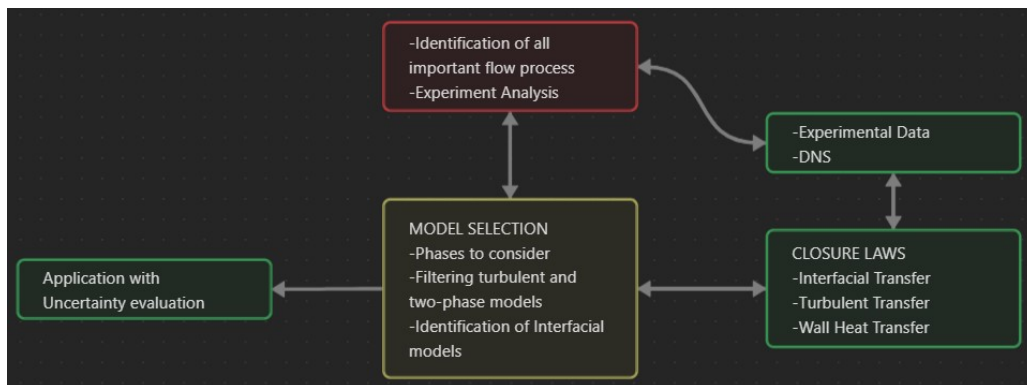 -Identification of all
important flow process
-Experiment Analysis
-Experimental Data
-DNS
MODEL SELECTION
-Phases to consider
-Filtering turbulent and
two-phase models
-Identification of Interfacial
models
CLOSURE LAWS
-Interfacial Transfer
-Turbulent Transfer
-Wall Heat Transfer
Application with
Uncertainty evaluation